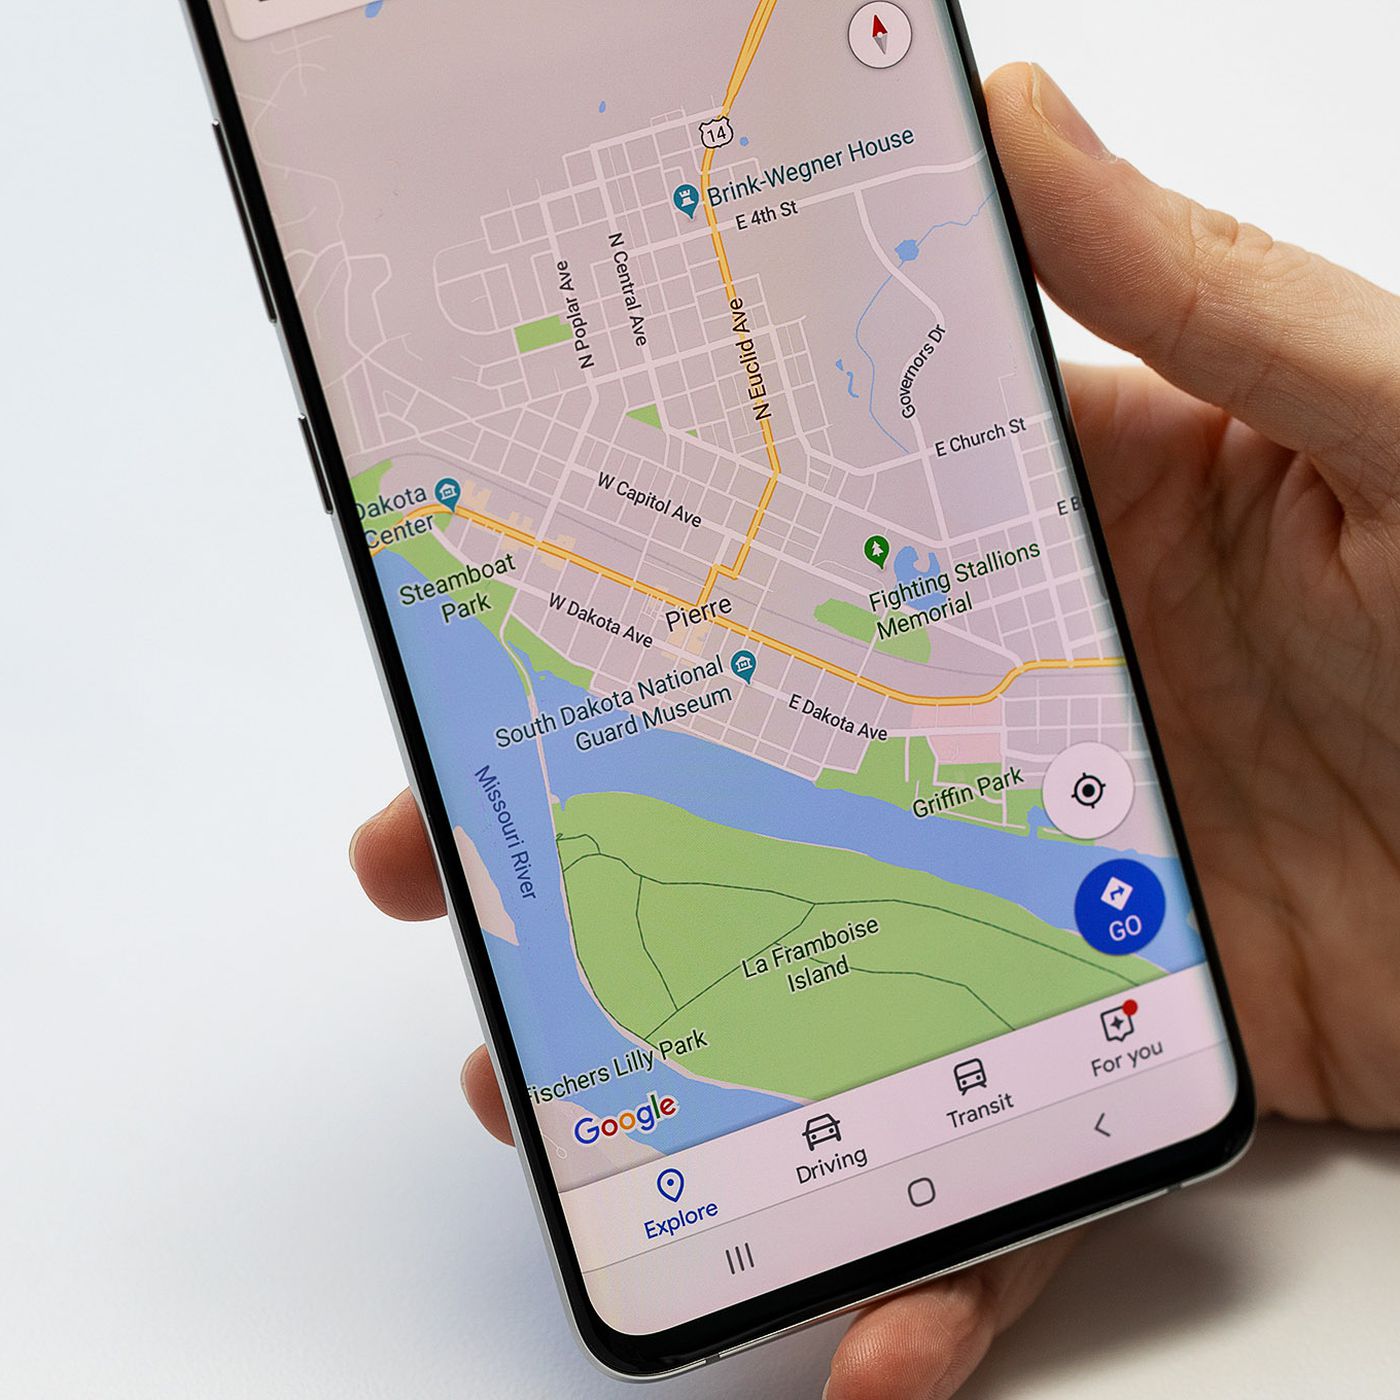 14
Brink-Wegner House
E 4th St
N Central Ave
N Poplar Ave
N Euclid Ave
Governors Dr
E Church St
W Capitol Ave
Dakota
Center
Steamboat
Park
Fighting Stallions
Memorial
W Dakota Ave
Pierre
South Dakota National
Guard Museum
E Dakota Ave
Missouri River
Griffin Park
GO
La Framboise
Island
Fischers Lilly Park
Google
Explore
Driving
Transit
For you